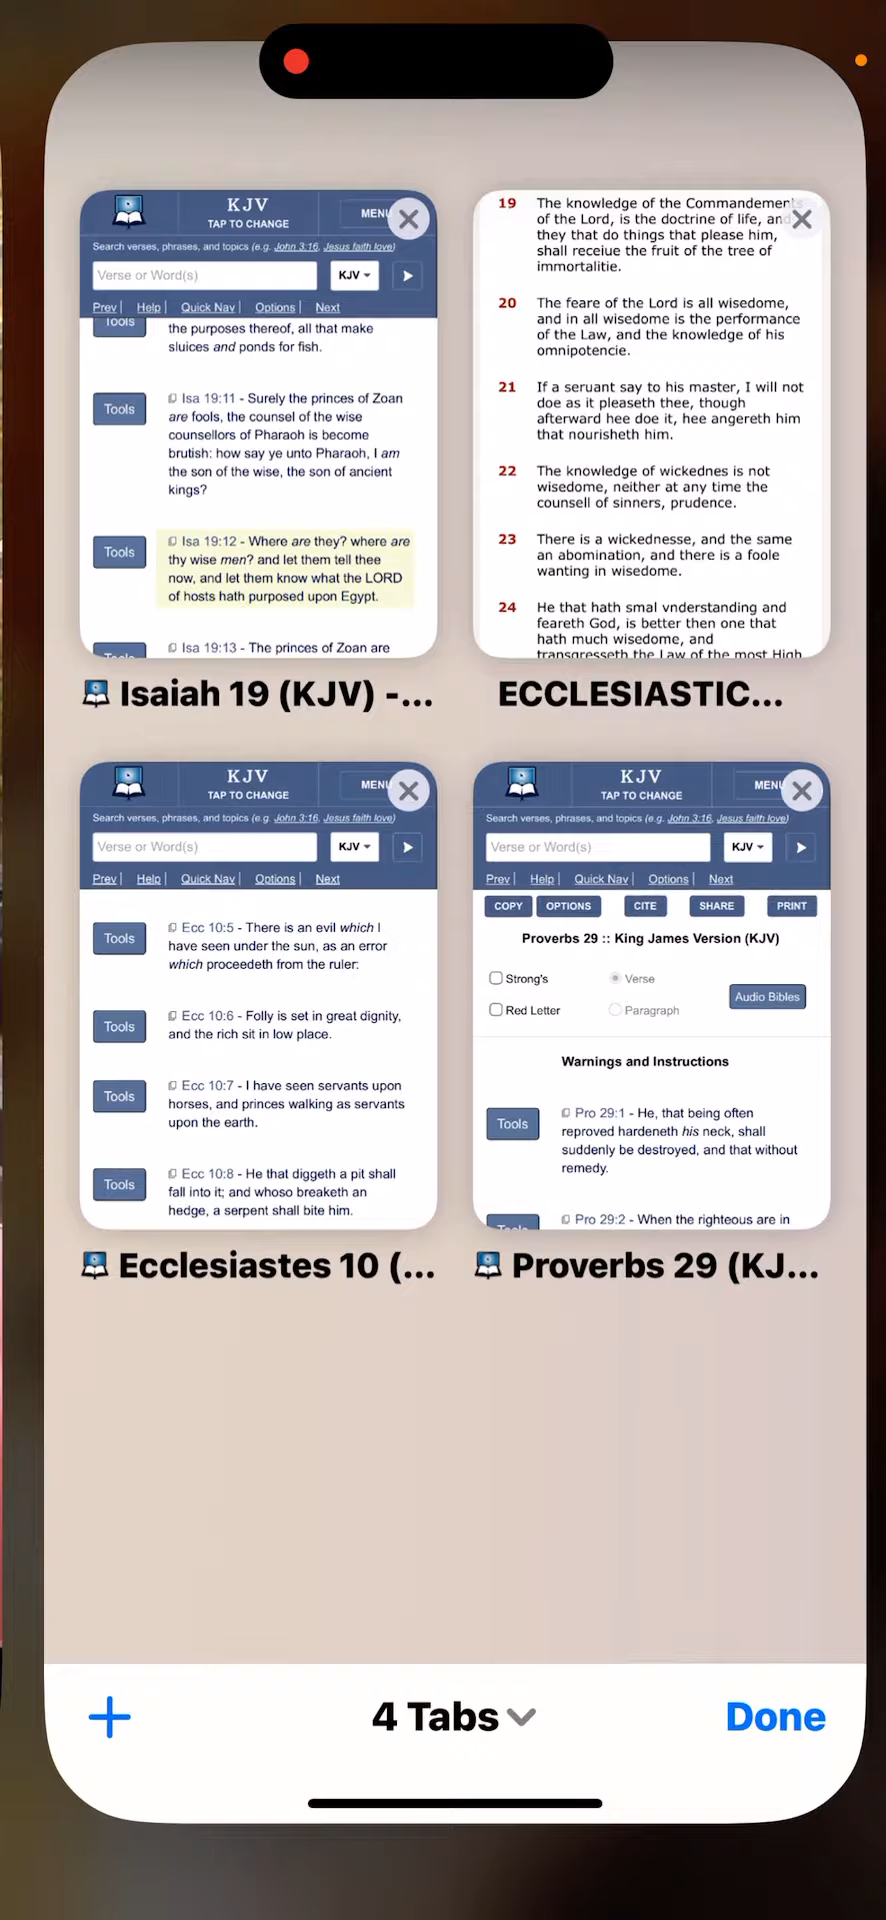 KJV
TAP TO CHANGE
MENU
Search verses, phrases, and topics (e.g. John 3:16, Jesus faith love)
Verse or Word(s)
KJV
Prev | Help | Quick Nav | Options | Next
Tools
the purposes thereof, all that make
sluices and ponds for fish.
Tools
Isa 19:11 - Surely the princes of Zoan
are fools, the counsel of the wise
counsellors of Pharaoh is become
brutish: how say ye unto Pharaoh, I am
the son of the wise, the son of ancient
kings?
Tools
Isa 19:12 - Where are they? where are
thy wise men? and let them tell thee
now, and let them know what the LORD
of hosts hath purposed upon Egypt.
Tools
Isa 19:13 - The princes of Zoan are
Isaiah 19 (KJV) -...
19 The knowledge of the Commandements
of the Lord, is the doctrine of life, and
they that do things that please him,
shall receiue the fruit of the tree of
immortalitie.
20 The feare of the Lord is all wisedome,
and in all wisedome is the performance
of the Law, and the knowledge of his
omnipotencie.
21 If a seruant say to his master, I will not
doe as it pleaseth thee, though
afterward hee doe it, hee angereth him
that nourisheth him.
22 The knowledge of wickednes is not
wisedome, neither at any time the
counsell of sinners, prudence.
23 There is a wickednesse, and the same
an abomination, and there is a foole
wanting in wisedome.
24 He that hath smal vnderstanding and
feareth God, is better then one that
hath much wisedome, and
transgresseth the Law of the most High
ECCLESIASTIC...
KJV
TAP TO CHANGE
MENU
Search verses, phrases, and topics (e.g. John 3:16, Jesus faith love)
Verse or Word(s)
KJV
Prev | Help | Quick Nav | Options | Next
Tools
Ecc 10:5 - There is an evil which I
have seen under the sun, as an error
which proceedeth from the ruler:
Tools
Ecc 10:6 - Folly is set in great dignity,
and the rich sit in low place.
Tools
Ecc 10:7 - I have seen servants upon
horses, and princes walking as servants
upon the earth.
Tools
Ecc 10:8 - He that diggeth a pit shall
fall into it; and whoso breaketh an
hedge, a serpent shall bite him.
Ecclesiastes 10 (...
KJV
TAP TO CHANGE
MENU
Search verses, phrases, and topics (e.g. John 3:16, Jesus faith love)
Verse or Word(s)
KJV
Prev | Help | Quick Nav | Options | Next
COPY OPTIONS CITE SHARE PRINT
Proverbs 29 :: King James Version (KJV)
Strong's Verse
Audio Bibles
Red Letter Paragraph
Warnings and Instructions
Tools
Pro 29:1 - He, that being often
reproved hardeneth his neck, shall
suddenly be destroyed, and that without
remedy.
Tools
Pro 29:2 - When the righteous are in
Proverbs 29 (KJ...
4 Tabs
Done